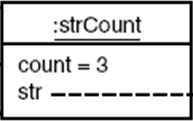 :strCount
count = 3
str